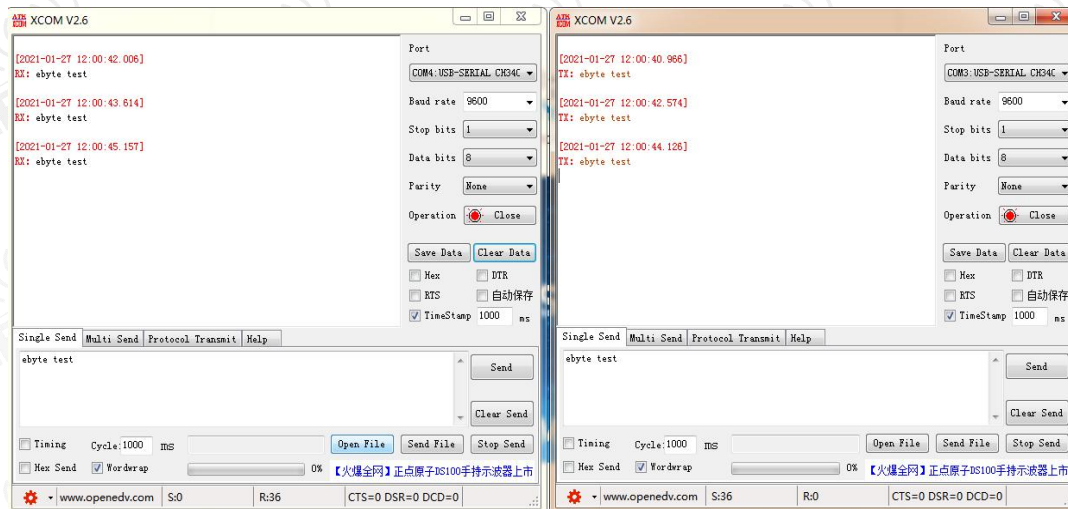 XCOM V2.6
[2021-01-27 12:00:42.006]
RX: ebyte test
[2021-01-27 12:00:43.614]
RX: ebyte test
[2021-01-27 12:00:45.157]
RX: ebyte test
Port
COM4:USB-SERIAL CH34C
Baud rate 9600
Stop bits 1
Data bits 8
Parity None
Operation Close
Save Data Clear Data
Hex DTR
RTS 自动保存
TimeStamp 1000 ms
Single Send Multi Send Protocol Transmit Help
ebyte test
Send
Clear Send
Timing Cycle:1000 ms Open File Send File Stop Send
Hex Send Wordwrap 0% 【火爆全网】正点原子DS100手持示波器上市
www.openedv.com S:0 R:36 CTS=0 DSR=0 DCD=0
XCOM V2.6
[2021-01-27 12:00:40.966]
TX: ebyte test
[2021-01-27 12:00:42.574]
TX: ebyte test
[2021-01-27 12:00:44.126]
TX: ebyte test
Port
COM3:USB-SERIAL CH34C
Baud rate 9600
Stop bits 1
Data bits 8
Parity None
Operation Close
Save Data Clear Data
Hex DTR
RTS 自动保存
TimeStamp 1000 ms
Single Send Multi Send Protocol Transmit Help
ebyte test
Send
Clear Send
Timing Cycle:1000 ms Open File Send File Stop Send
Hex Send Wordwrap 0% 【火爆全网】正点原子DS100手持示波器上市
www.openedv.com S:36 R:0 CTS=0 DSR=0 DCD=0